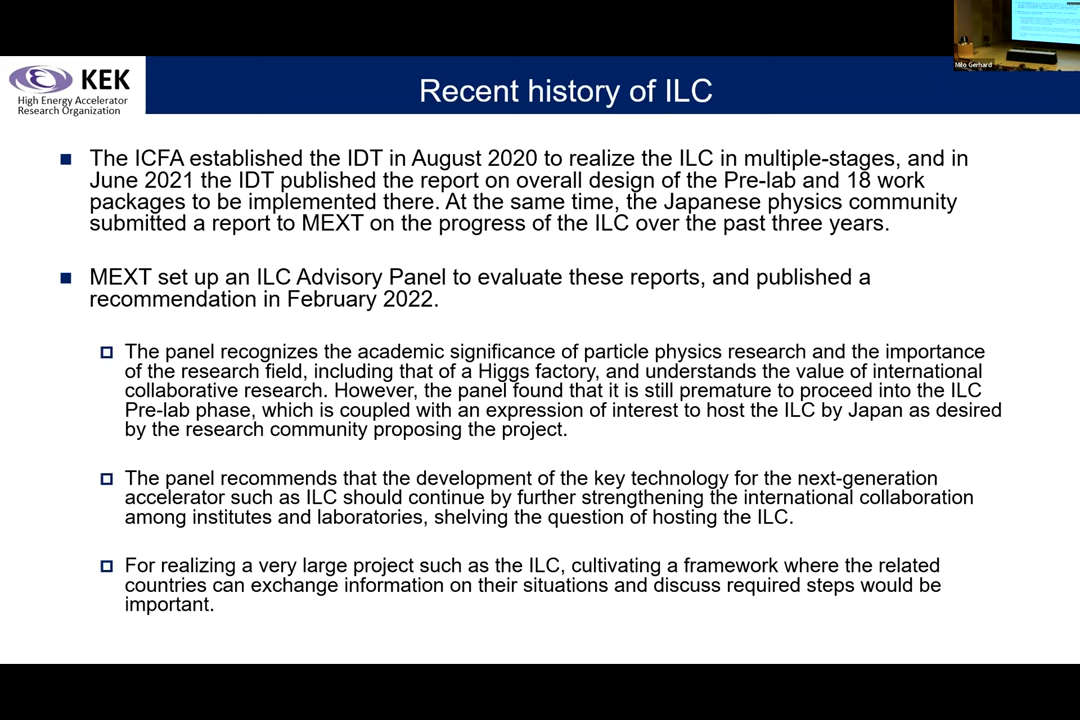 Milo Gerhard
KEK
High Energy Accelerator
Research Organization
Recent history of ILC
■ The ICFA established the IDT in August 2020 to realize the ILC in multiple-stages, and in
June 2021 the IDT published the report on overall design of the Pre-lab and 18 work
packages to be implemented there. At the same time, the Japanese physics community
submitted a report to MEXT on the progress of the ILC over the past three years.
■ MEXT set up an ILC Advisory Panel to evaluate these reports, and published a
recommendation in February 2022.
The panel recognizes the academic significance of particle physics research and the importance
of the research field, including that of a Higgs factory, and understands the value of international
collaborative research. However, the panel found that it is still premature to proceed into the ILC
Pre-lab phase, which is coupled with an expression of interest to host the ILC by Japan as desired
by the research community proposing the project.
The panel recommends that the development of the key technology for the next-generation
accelerator such as ILC should continue by further strengthening the international collaboration
among institutes and laboratories, shelving the question of hosting the ILC.
For realizing a very large project such as the ILC, cultivating a framework where the related
countries can exchange information on their situations and discuss required steps would be
important.